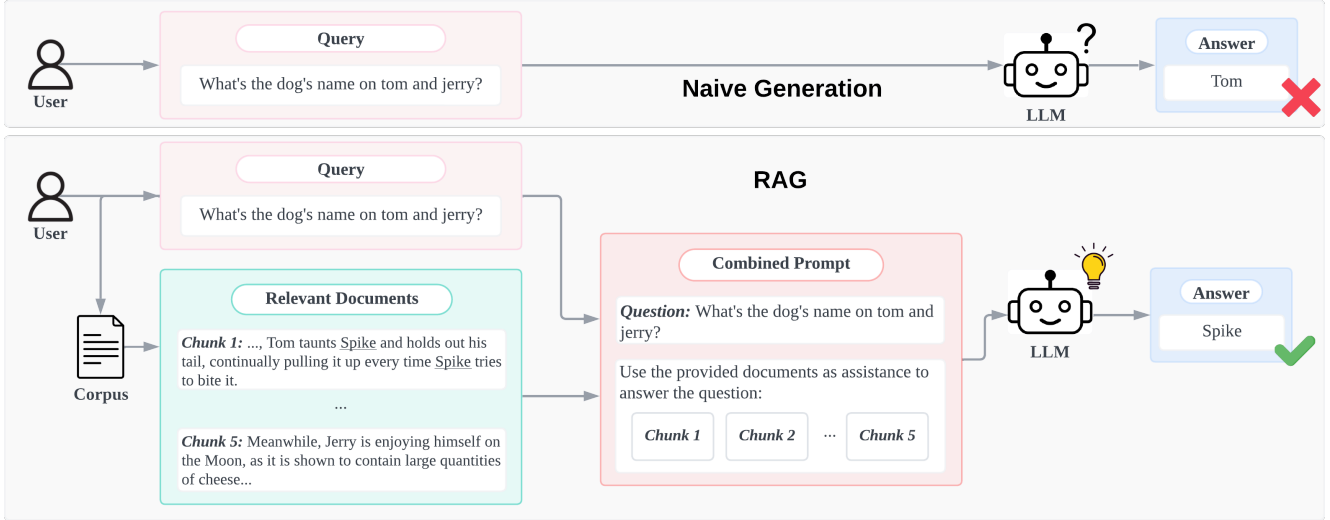 Query
User
What's the dog's name on tom and jerry?
Naive Generation
LLM
Answer
Tom
RAG
Query
User
What's the dog's name on tom and jerry?
Corpus
Relevant Documents
Chunk 1: ..., Tom taunts Spike and holds out his
tail, continually pulling it up every time Spike tries
to bite it.
...
Chunk 5: Meanwhile, Jerry is enjoying himself on
the Moon, as it is shown to contain large quantities
of cheese...
Combined Prompt
Question: What's the dog's name on tom and
jerry?
Use the provided documents as assistance to
answer the question:
Chunk 1 Chunk 2 ... Chunk 5
LLM
Answer
Spike